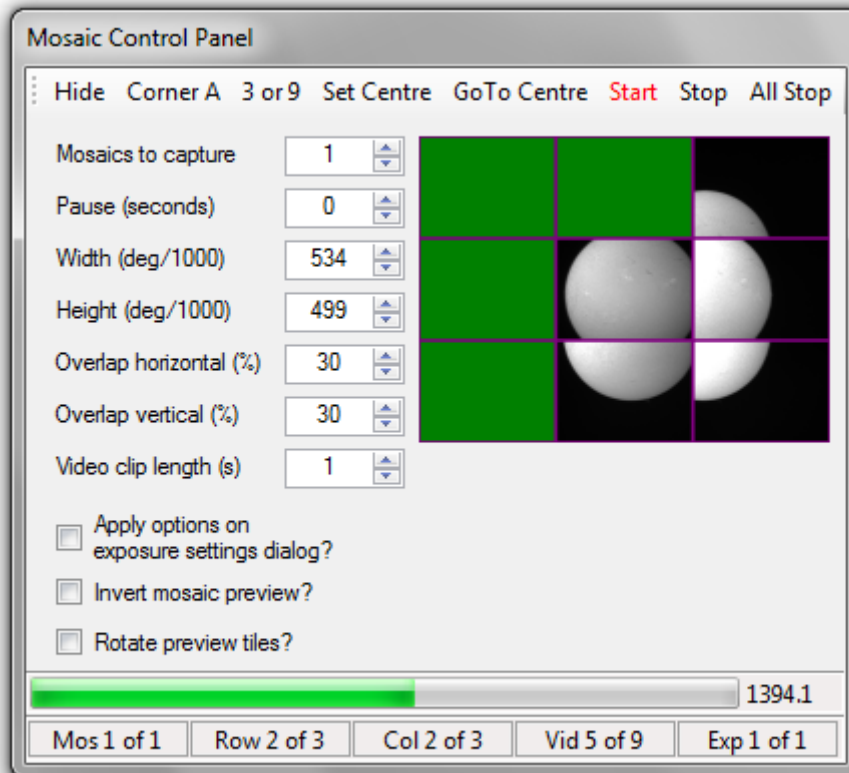 Mosaic Control Panel
Hide Corner A 3 or 9 Set Centre GoTo Centre Start Stop All Stop
Mosaics to capture 1
Pause (seconds) 0
Width (deg/1000) 534
Height (deg/1000) 499
Overlap horizontal (%) 30
Overlap vertical (%) 30
Video clip length (s) 1
Apply options on
exposure settings dialog?
Invert mosaic preview?
Rotate preview tiles?
1394.1
Mos 1 of 1 Row 2 of 3 Col 2 of 3 Vid 5 of 9 Exp 1 of 1